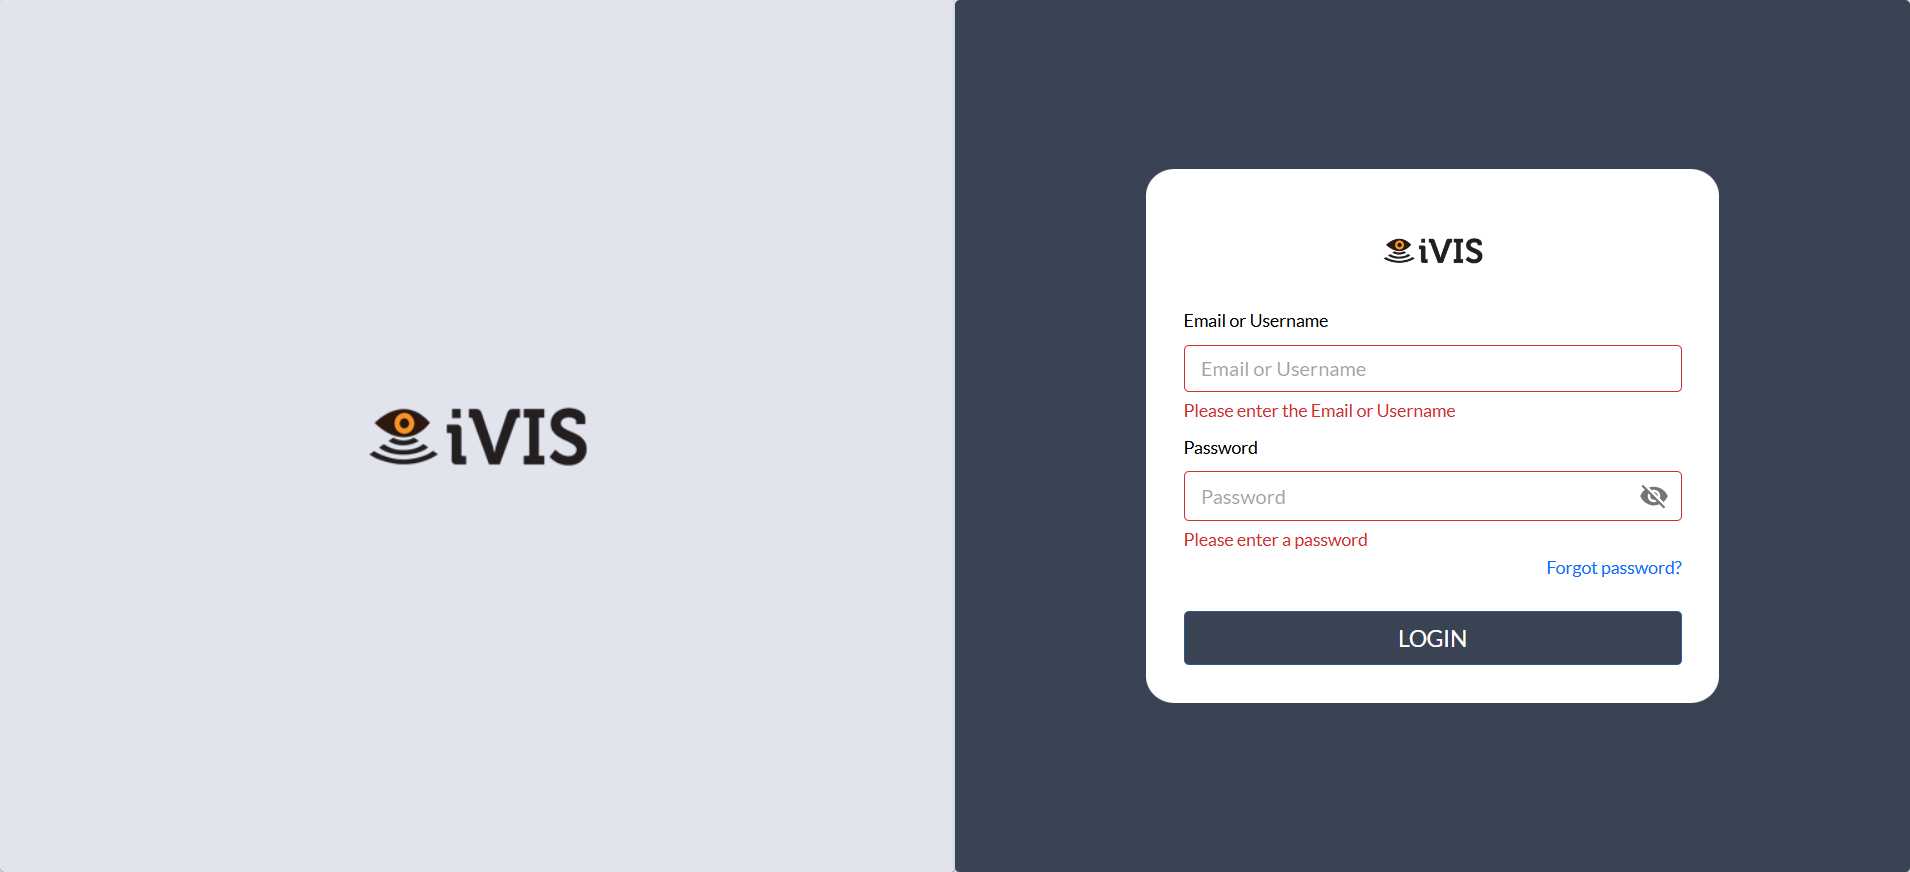 iVIS
iVIS
Email or Username
Email or Username
Please enter the Email or Username
Password
Password
Please enter a password
Forgot password?
LOGIN